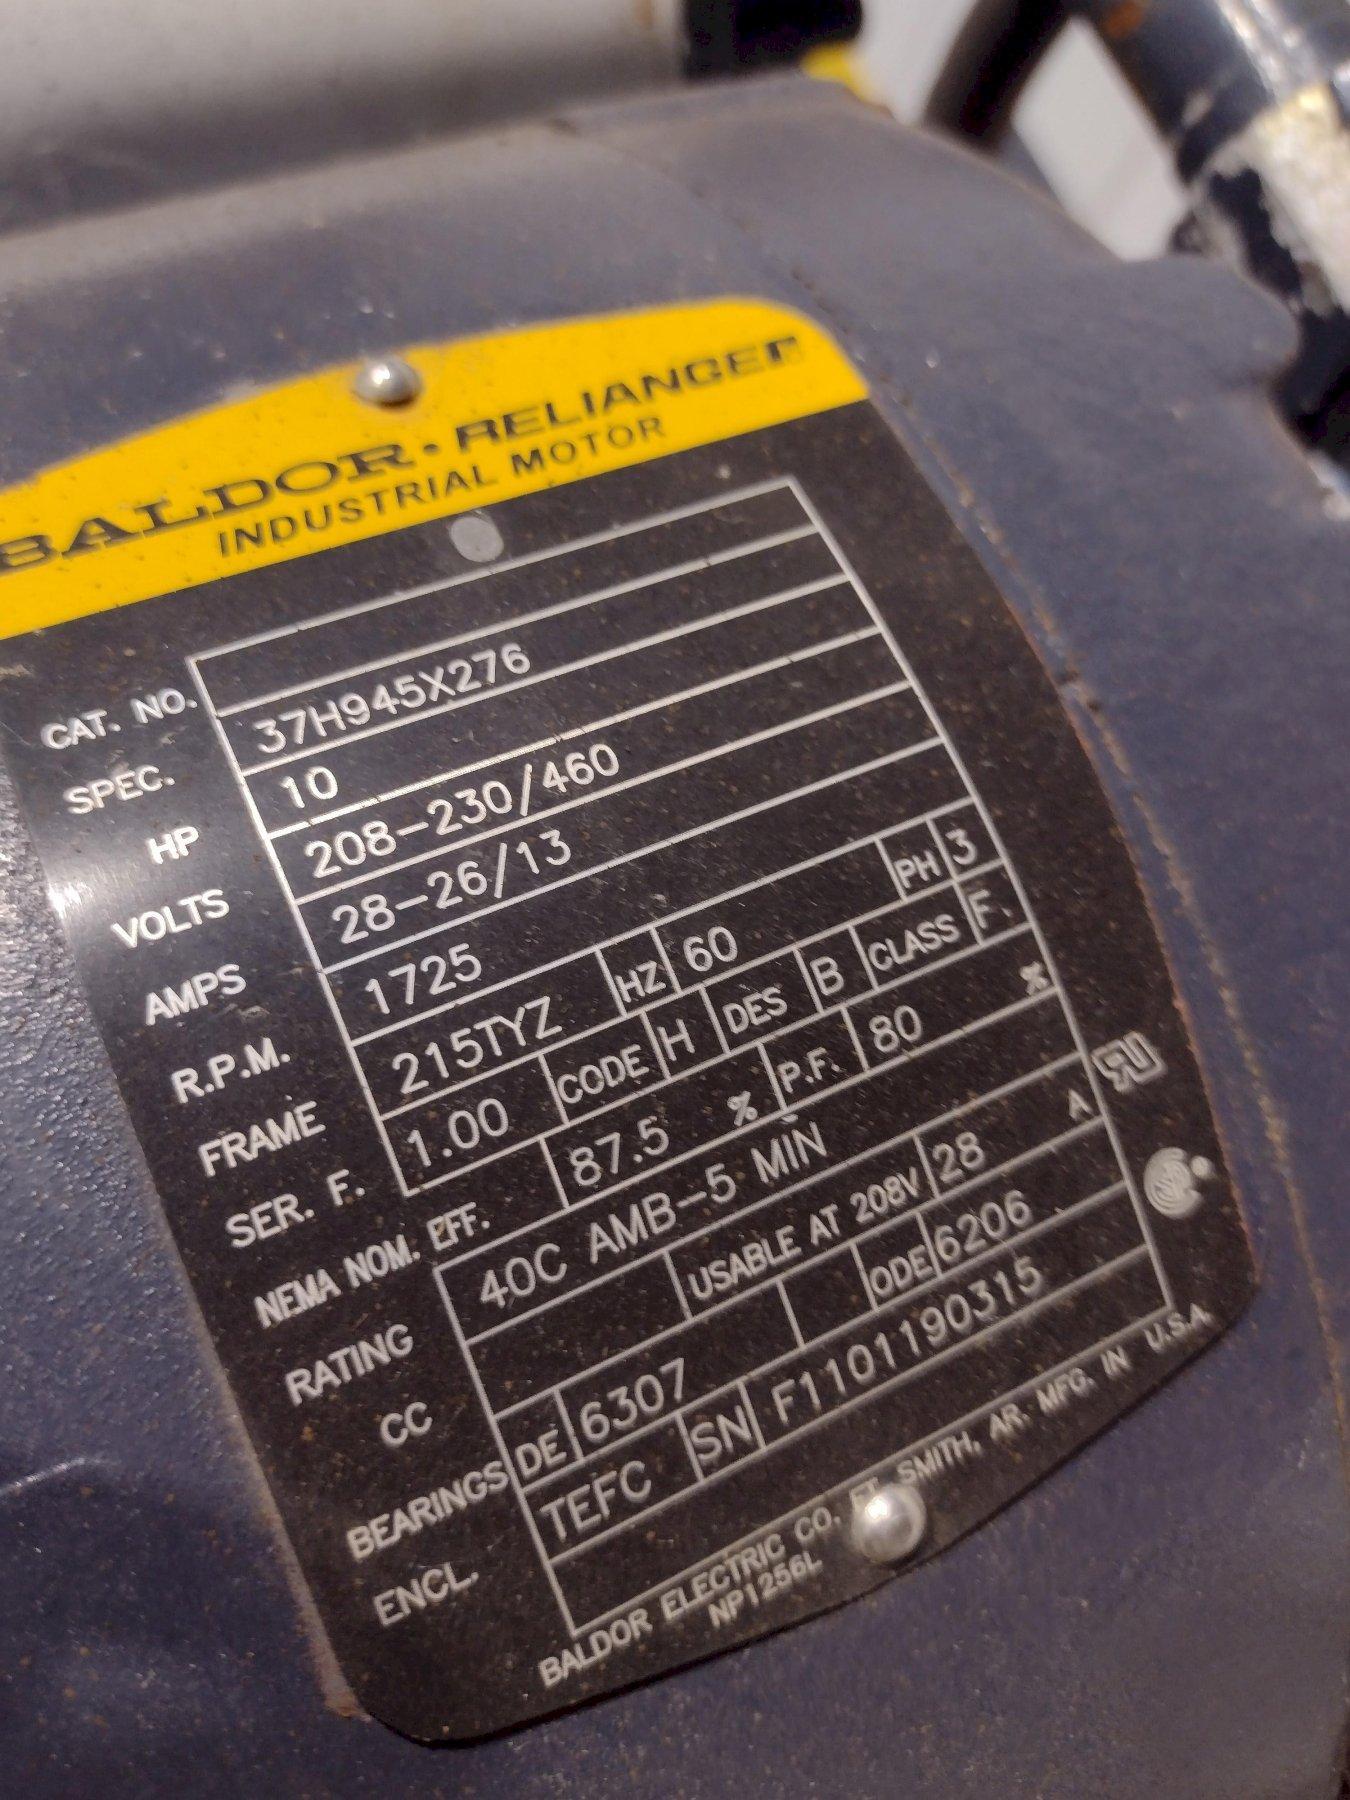 BALDOR • RELIANCER
INDUSTRIAL MOTOR
CAT. NO.
SPEC. 37H945X276
HP 10
VOLTS 208-230/460
AMPS 28-26/13
R.P.M. 1725
FRAME 215TYZ HZ 60 PH 3
SER. F. 1.00 CODE H DES B CLASS F
NEMA NOM. EFF. 87.5 % P.F. 80 %
RATING 40C AMB-5 MIN
CC USABLE AT 208V 28 A
BEARINGS DE 6307 ODE 6206
ENCL. TEFC SN F1101190315
BALDOR ELECTRIC CO. FT. SMITH, AR. MFG. IN U.S.A.
NP1256L